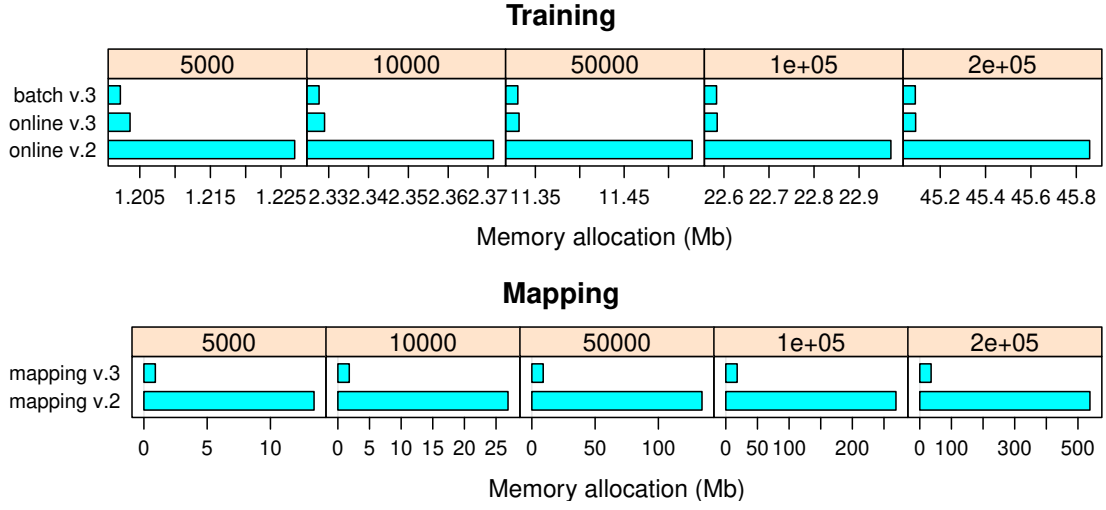 Training
5000 10000 50000 1e+05 2e+05
batch v.3
online v.3
online v.2
1.205 1.215 1.225 2.33 2.34 2.35 2.36 2.37 11.35 11.45 22.6 22.7 22.8 22.9 45.2 45.4 45.6 45.8
Memory allocation (Mb)
Mapping
5000 10000 50000 1e+05 2e+05
mapping v.3
mapping v.2
0 5 10 0 5 10 15 20 25 0 50 100 0 50 100 200 0 100 300 500
Memory allocation (Mb)